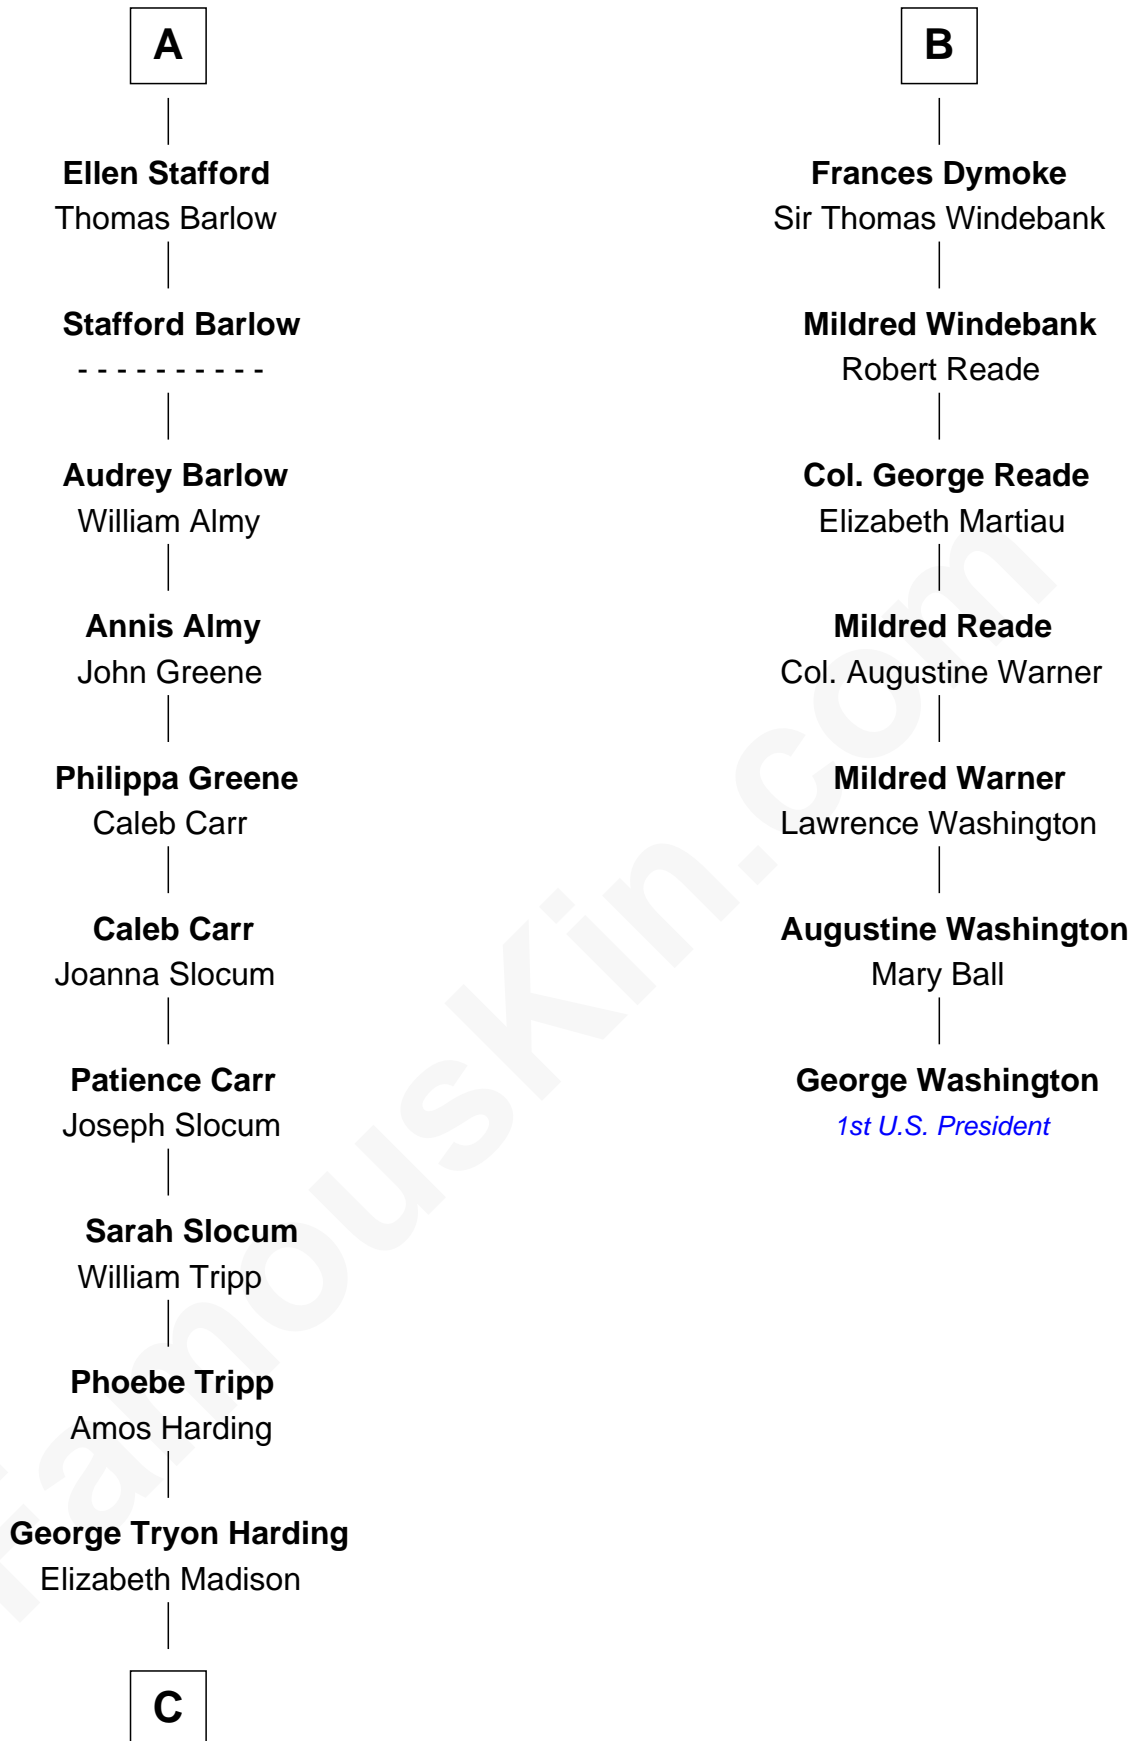 A
Ellen Stafford
Thomas Barlow
Stafford Barlow
- - - - - - - - - -
Audrey Barlow
William Almy
Annis Almy
John Greene
Philippa Greene
Caleb Carr
Caleb Carr
Joanna Slocum
Patience Carr
Joseph Slocum
Sarah Slocum
William Tripp
Phoebe Tripp
Amos Harding
George Tryon Harding
Elizabeth Madison
C
B
Frances Dymoke
Sir Thomas Windebank
Mildred Windebank
Robert Reade
Col. George Reade
Elizabeth Martiau
Mildred Reade
Col. Augustine Warner
Mildred Warner
Lawrence Washington
Augustine Washington
Mary Ball
George Washington
1st U.S. President
FamousKin.com